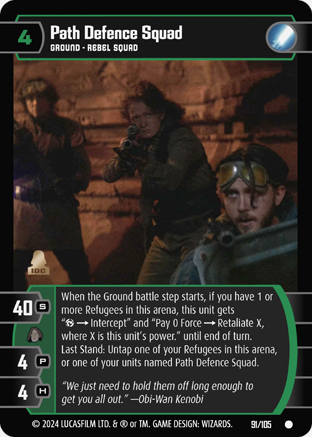 4
Path Defence Squad
GROUND • REBEL SQUAD
IDC
40 S
4 P
4 H
When the Ground battle step starts, if you have 1 or
more Refugees in this arena, this unit gets
“ → Intercept” and “Pay 0 Force → Retaliate X,
where X is this unit's power.” until end of turn.
Last Stand: Untap one of your Refugees in this arena,
or one of your units named Path Defence Squad.
“We just need to hold them off long enough to
get you all out.” —Obi-Wan Kenobi
© 2024 LUCASFILM LTD. & ® or TM. GAME DESIGN: WIZARDS. 91/105